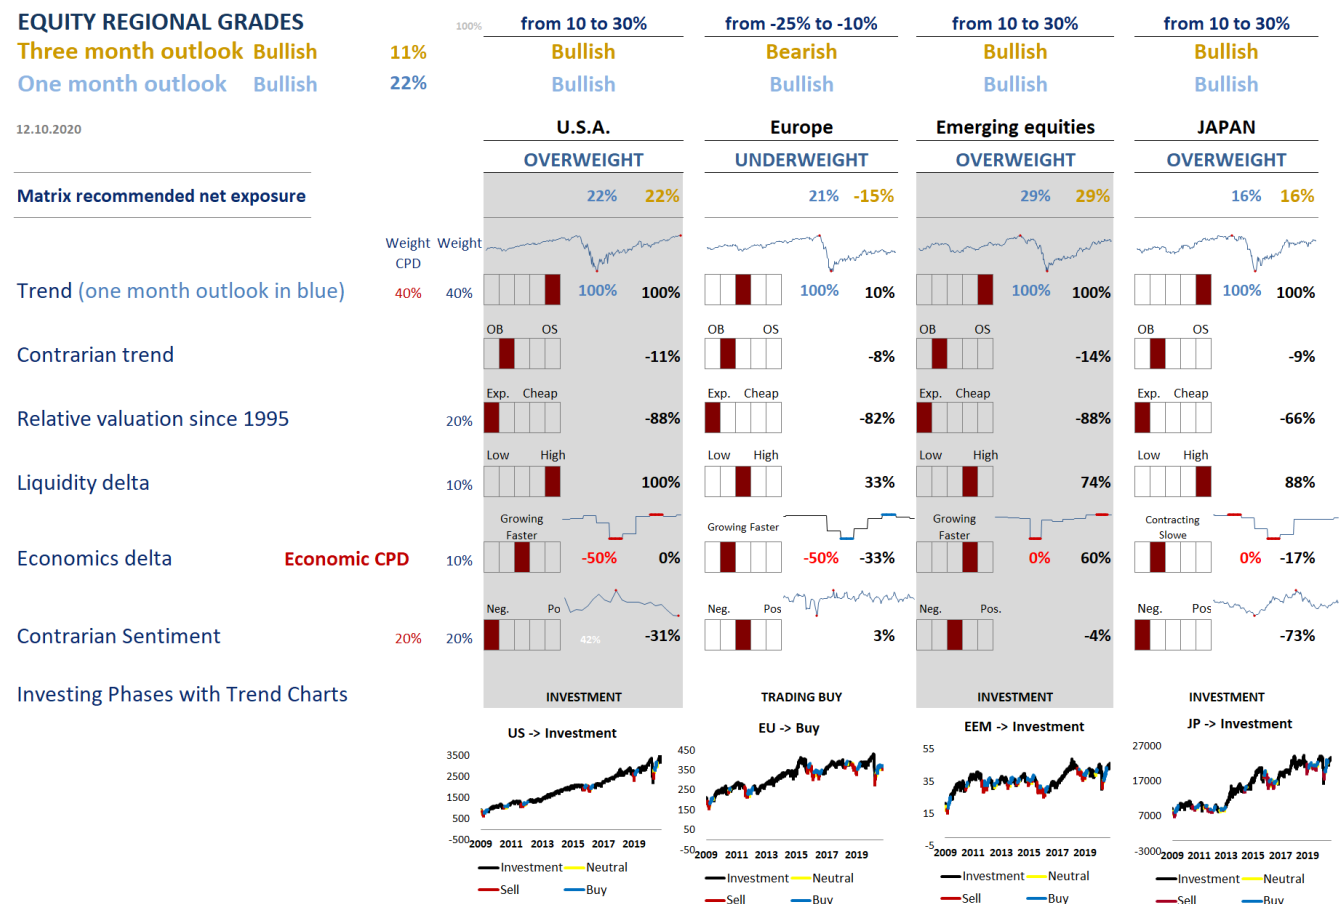 EQUITY REGIONAL GRADES 100% from 10 to 30% from -25% to -10% from 10 to 30% from 10 to 30%
Three month outlook Bullish 11% Bullish Bearish Bullish Bullish
One month outlook Bullish 22% Bullish Bullish Bullish Bullish
12.10.2020 U.S.A. Europe Emerging equities JAPAN
OVERWEIGHT UNDERWEIGHT OVERWEIGHT OVERWEIGHT
Matrix recommended net exposure 22% 22% 21% -15% 29% 29% 16% 16%
Weight Weight
CPD
Trend (one month outlook in blue) 40% 40% 100% 100% 100% 10% 100% 100% 100% 100%
OB OS OB OS OB OS OB OS
Contrarian trend -11% -8% -14% -9%
Exp. Cheap Exp. Cheap Exp. Cheap Exp. Cheap
Relative valuation since 1995 20% -88% -82% -88% -66%
Low High Low High Low High Low High
Liquidity delta 10% 100% 33% 74% 88%
Growing Faster Growing Faster Growing Faster Contracting Slowe
Economics delta Economic CPD 10% -50% 0% -50% -33% 0% 60% 0% -17%
Neg. Po Neg. Pos Neg. Pos. Neg. Pos
Contrarian Sentiment 20% 20% 42% -31% 3% -4% -73%
Investing Phases with Trend Charts INVESTMENT TRADING BUY INVESTMENT INVESTMENT
US -> Investment
3500
2500
1500
500
-500
2009 2011 2013 2015 2017 2019
Investment Neutral
Sell Buy
EU -> Buy
450
350
250
150
50
-50
2009 2011 2013 2015 2017 2019
Investment Neutral
Sell Buy
EEM -> Investment
55
35
15
-5
2009 2011 2013 2015 2017 2019
Investment Neutral
Sell Buy
JP -> Investment
27000
17000
7000
-3000
2009 2011 2013 2015 2017 2019
Investment Neutral
Sell Buy